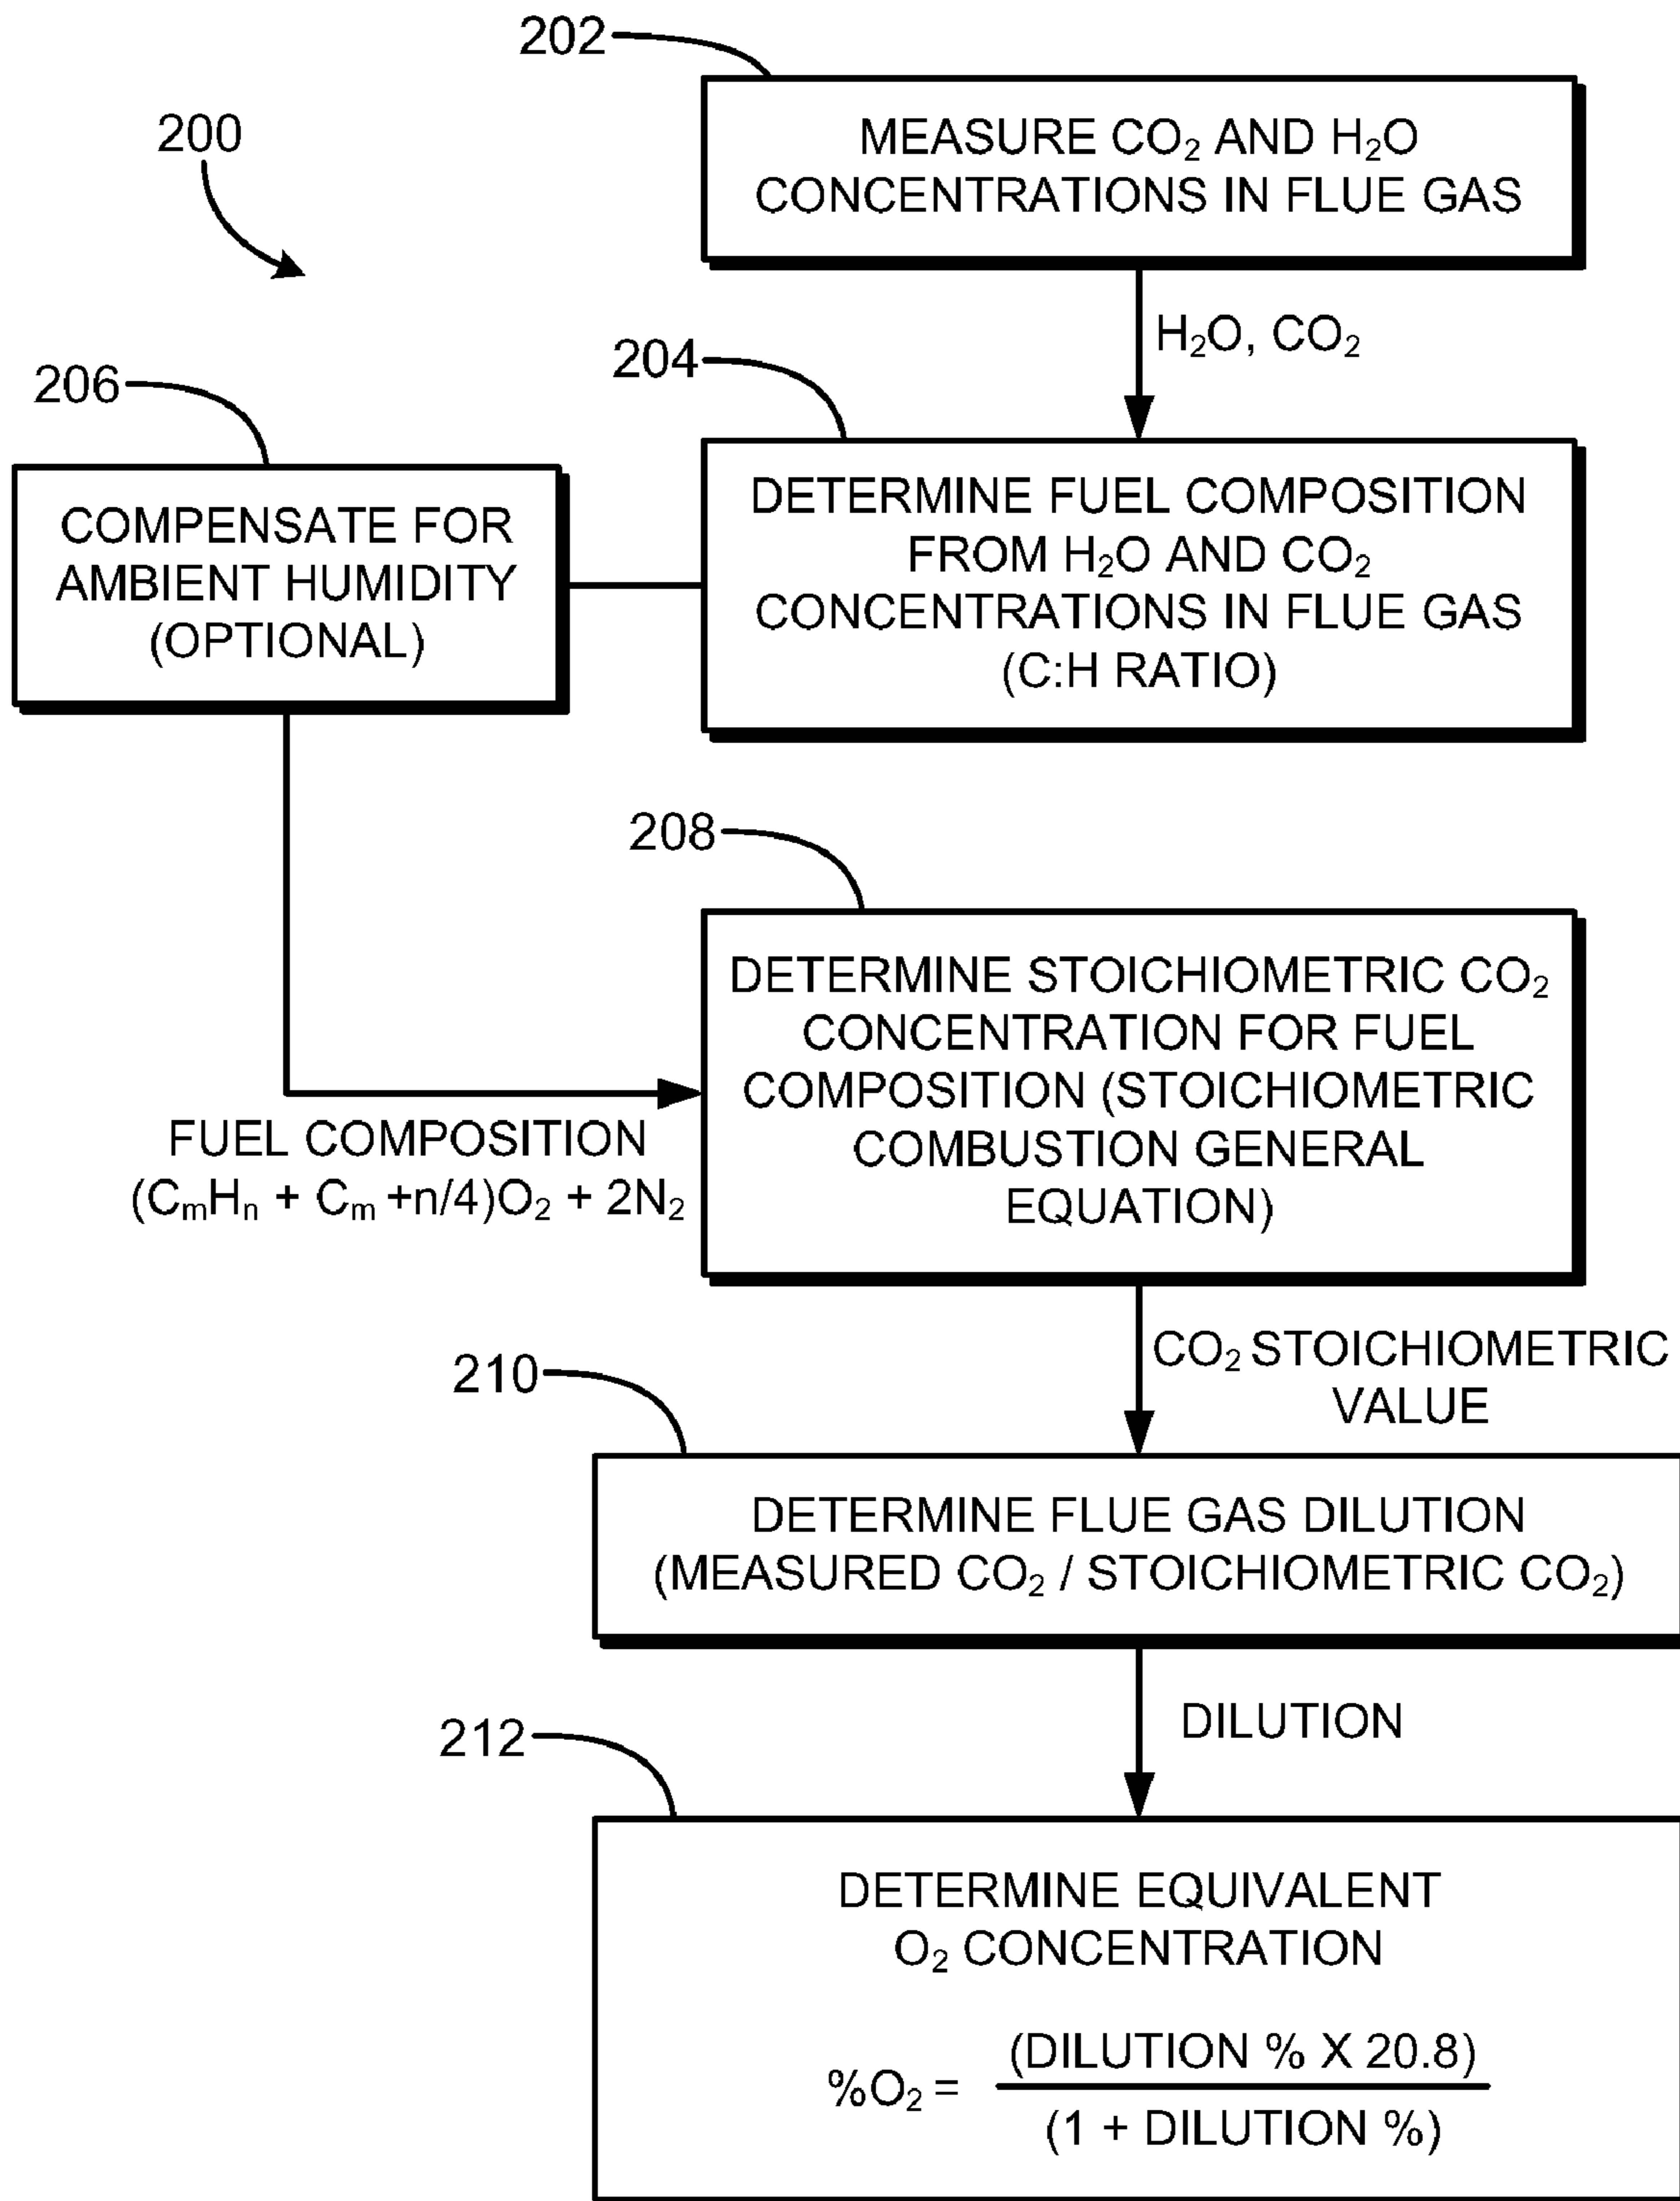 202
MEASURE CO₂ AND H₂O
CONCENTRATIONS IN FLUE GAS
200
H₂O, CO₂
204
206
DETERMINE FUEL COMPOSITION
FROM H₂O AND CO₂
CONCENTRATIONS IN FLUE GAS
(C:H RATIO)
COMPENSATE FOR
AMBIENT HUMIDITY
(OPTIONAL)
208
DETERMINE STOICHIOMETRIC CO₂
CONCENTRATION FOR FUEL
COMPOSITION (STOICHIOMETRIC
COMBUSTION GENERAL
EQUATION)
FUEL COMPOSITION
(CₘHₙ + Cₘ +n/4)O₂ + 2N₂
CO₂ STOICHIOMETRIC
VALUE
210
DETERMINE FLUE GAS DILUTION
(MEASURED CO₂ / STOICHIOMETRIC CO₂)
DILUTION
212
DETERMINE EQUIVALENT
O₂ CONCENTRATION
%O₂ =
(DILUTION % X 20.8)
(1 + DILUTION %)